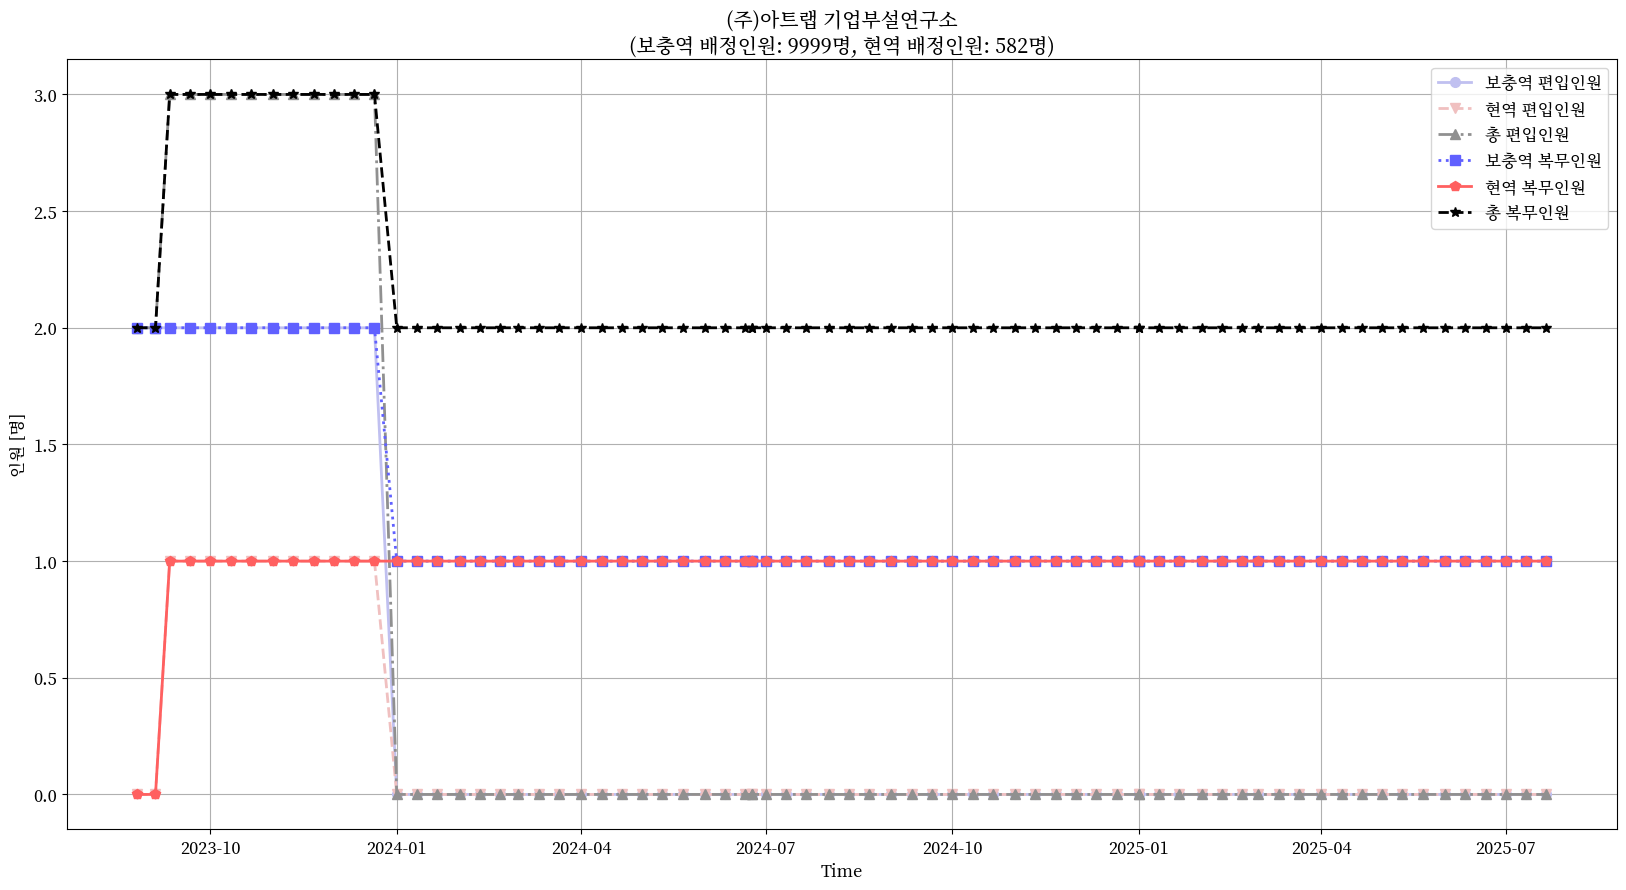 (주)아트랩 기업부설연구소
(보충역 배정인원: 9999명, 현역 배정인원: 582명)
보충역 편입인원
현역 편입인원
총 편입인원
보충역 복무인원
현역 복무인원
총 복무인원
인원 [명]
3.0
2.5
2.0
1.5
1.0
0.5
0.0
2023-10
2024-01
2024-04
2024-07
2024-10
2025-01
2025-04
2025-07
Time